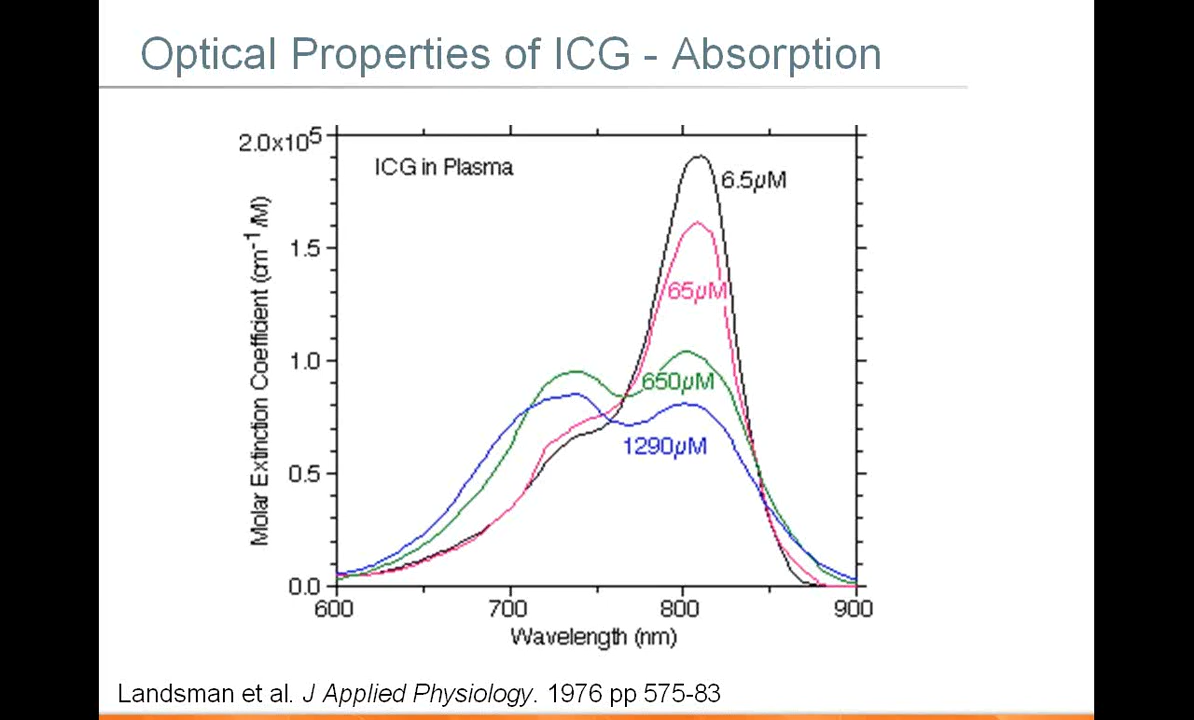 Optical Properties of ICG - Absorption
2.0x10⁵
ICG in Plasma
6.5µM
1.5
65µM
1.0
650µM
1290µM
0.5
0.0
Molar Extinction Coefficient (cm⁻¹/M)
600 700 800 900
Wavelength (nm)
Landsman et al. J Applied Physiology. 1976 pp 575-83